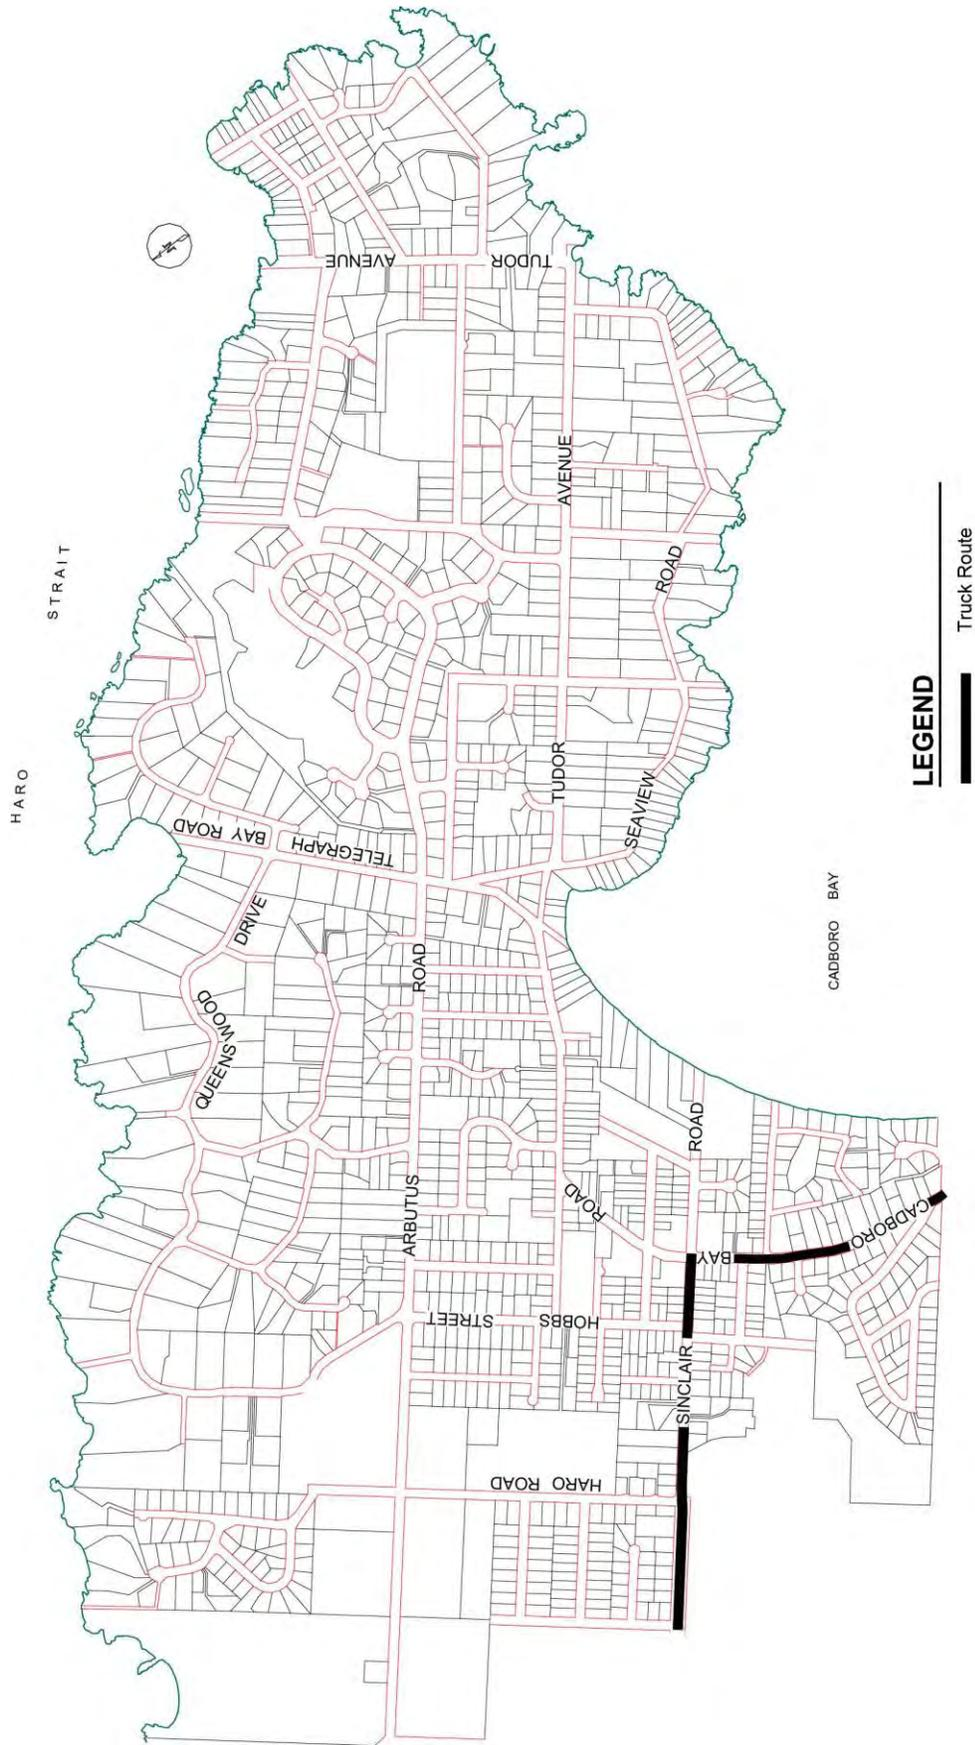 HARO STRAIT
TUDOR AVENUE
AVENUE
ROAD
TUDOR
SEAVIEW
TELEGRAPH
BAY ROAD
DRIVE
QUEENSWOOD
ROAD
ARBUTUS
CADBORO BAY
ROAD
ROAD
CADBORO
BAY
HOBBS STREET
SINCLAIR
HARO ROAD
LEGEND
Truck Route
N